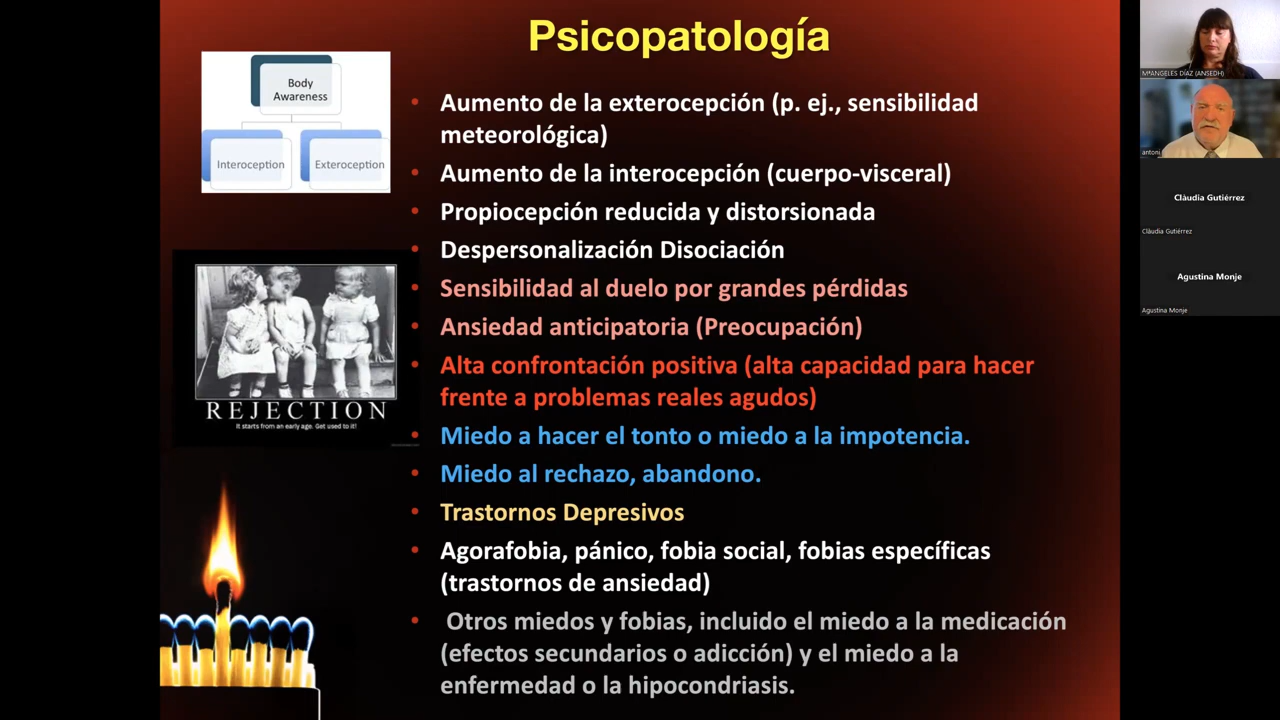 Psicopatología
Body
Awareness
Interoception
Exteroception
• Aumento de la exterocepción (p. ej., sensibilidad
meteorológica)
• Aumento de la interocepción (cuerpo-visceral)
• Propiocepción reducida y distorsionada
• Despersonalización Disociación
• Sensibilidad al duelo por grandes pérdidas
• Ansiedad anticipatoria (Preocupación)
• Alta confrontación positiva (alta capacidad para hacer
frente a problemas reales agudos)
• Miedo a hacer el tonto o miedo a la impotencia.
• Miedo al rechazo, abandono.
• Trastornos Depresivos
• Agorafobia, pánico, fobia social, fobias específicas
(trastornos de ansiedad)
• Otros miedos y fobias, incluido el miedo a la medicación
(efectos secundarios o adicción) y el miedo a la
enfermedad o la hipocondriasis.
REJECTION
It starts from an early age. Get used to it!
MªANGELES DÍAZ (ANSEDH)
antoni
Clàudia Gutiérrez
Clàudia Gutiérrez
Agustina Monje
Agustina Monje